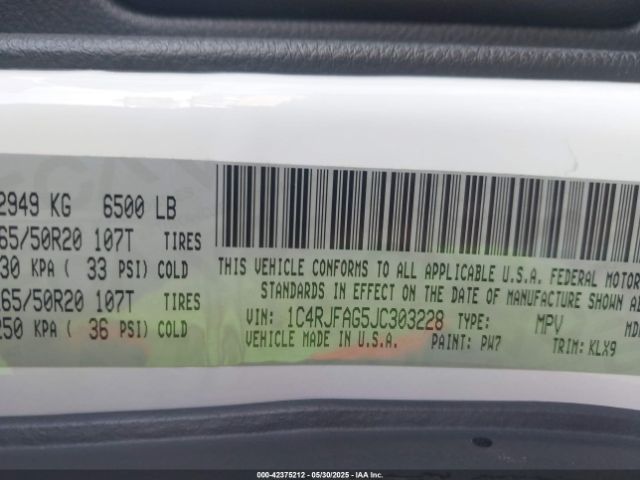 2949 KG 6500 LB
65/50R20 107T TIRES
30 KPA ( 33 PSI) COLD
65/50R20 107T TIRES
250 KPA ( 36 PSI) COLD
THIS VEHICLE CONFORMS TO ALL APPLICABLE U.S.A. FEDERAL MOTOR
STANDARDS IN EFFECT ON THE DATE OF MANUFACTURE SHOWN AB
VIN: 1C4RJFAG5JC303228 TYPE: MPV
VEHICLE MADE IN U.S.A. PAINT: PW7 TRIM: KLX9
000-42375212 - 05/30/2025 - IAA Inc.